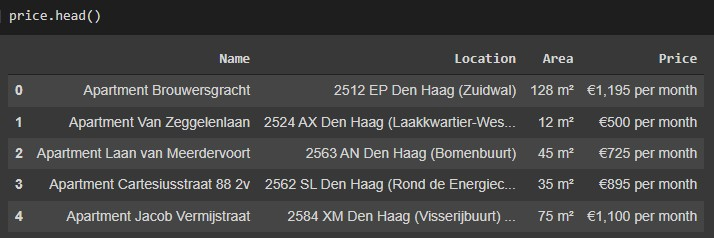 price.head()
Name Location Area Price
0 Apartment Brouwersgracht 2512 EP Den Haag (Zuidwal) 128 m² €1,195 per month
1 Apartment Van Zeggelenlaan 2524 AX Den Haag (Laakkwartier-Wes... 12 m² €500 per month
2 Apartment Laan van Meerdervoort 2563 AN Den Haag (Bomenbuurt) 45 m² €725 per month
3 Apartment Cartesiusstraat 88 2v 2562 SL Den Haag (Rond de Energiec... 35 m² €895 per month
4 Apartment Jacob Vermijstraat 2584 XM Den Haag (Visserijbuurt) ... 75 m² €1,100 per month